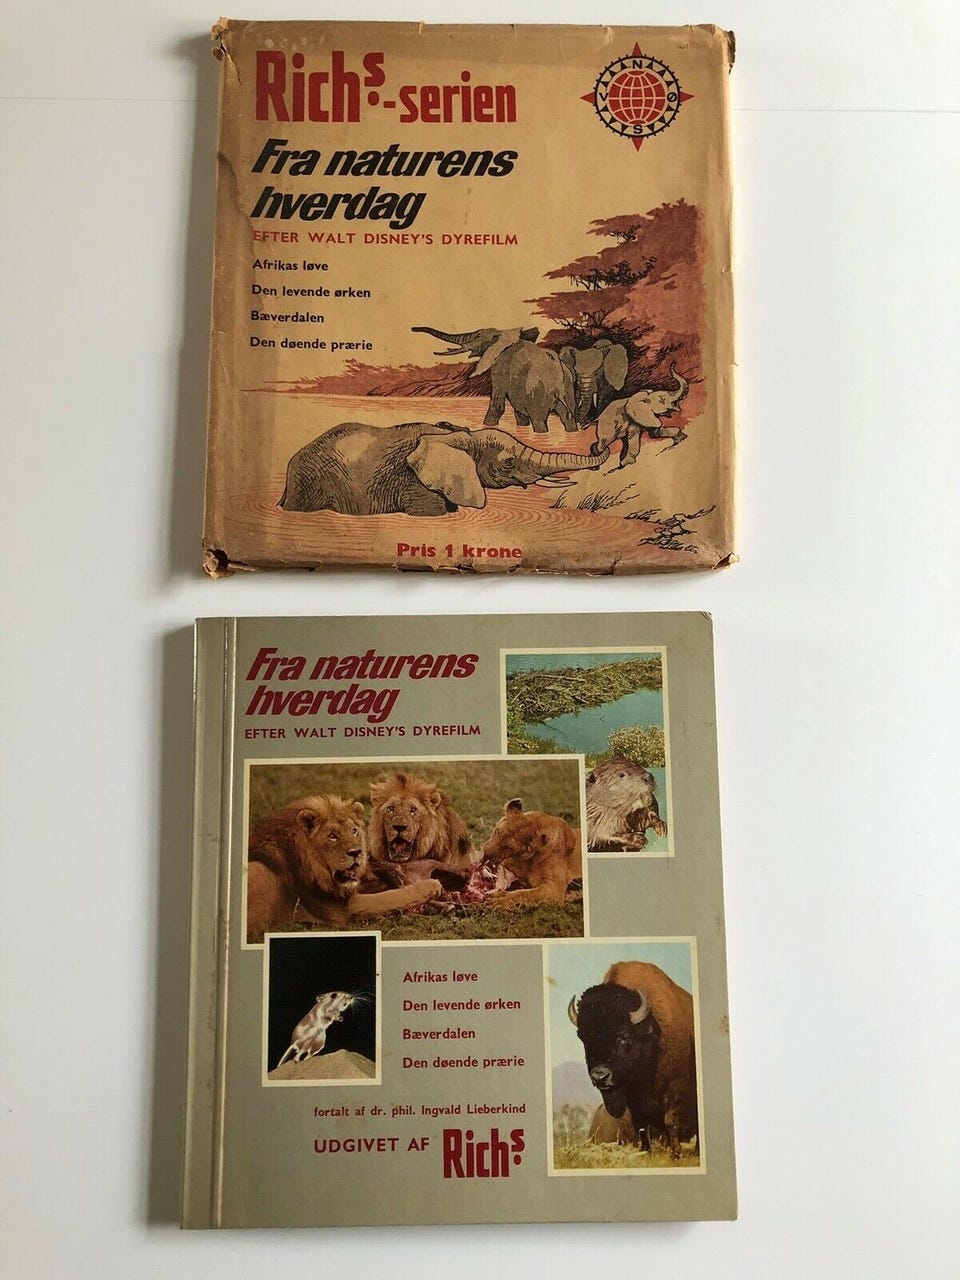 Rich's-serien
N
V Ø
S
Fra naturens
hverdag
EFTER WALT DISNEY'S DYREFILM
Afrikas løve
Den levende ørken
Bæverdalen
Den døende prærie
Pris 1 krone
Fra naturens
hverdag
EFTER WALT DISNEY'S DYREFILM
Afrikas løve
Den levende ørken
Bæverdalen
Den døende prærie
fortalt af dr. phil. Ingvald Lieberkind
UDGIVET AF Rich's